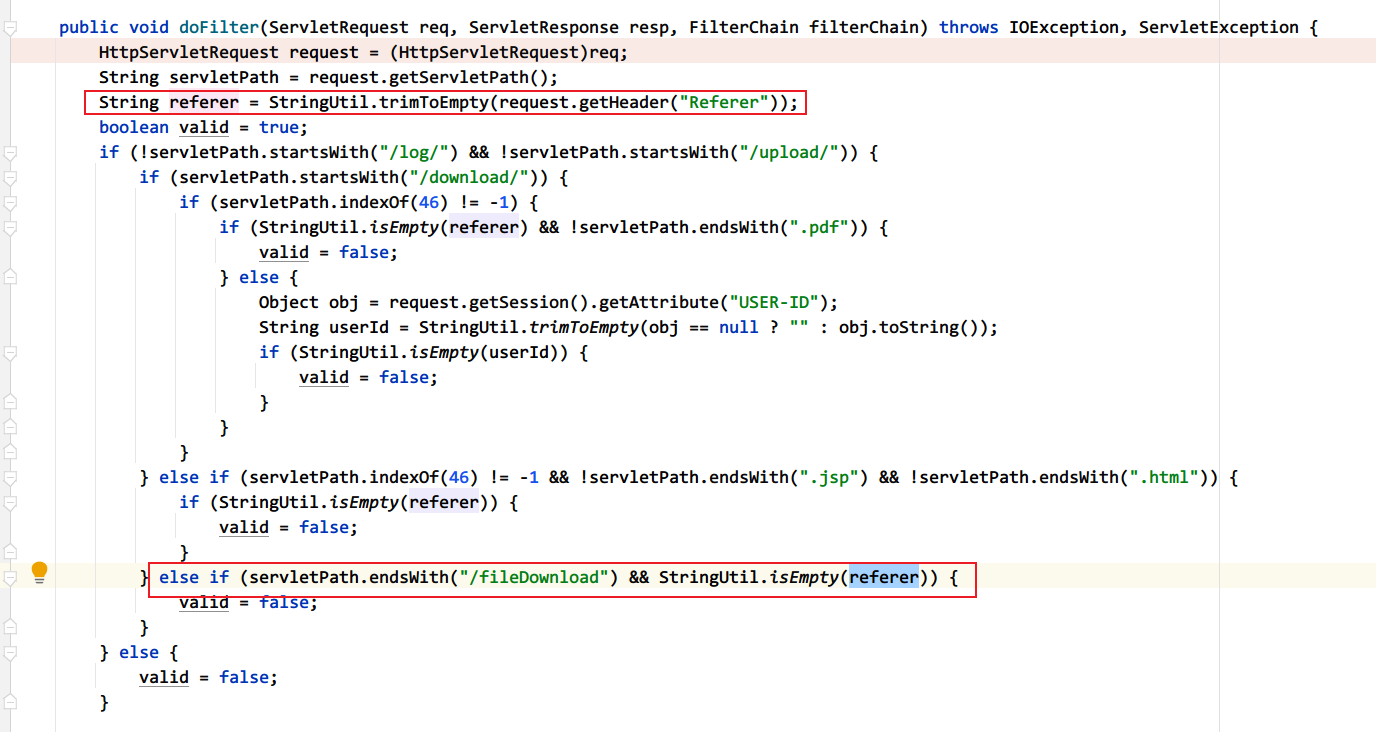 public void doFilter(ServletRequest req, ServletResponse resp, FilterChain filterChain) throws IOException, ServletException {
HttpServletRequest request = (HttpServletRequest)req;
String servletPath = request.getServletPath();
String referer = StringUtil.trimToEmpty(request.getHeader("Referer"));
boolean valid = true;
if (!servletPath.startsWith("/log/") && !servletPath.startsWith("/upload/")) {
if (servletPath.startsWith("/download/")) {
if (servletPath.indexOf(46) != -1) {
if (StringUtil.isEmpty(referer) && !servletPath.endsWith(".pdf")) {
valid = false;
} else {
Object obj = request.getSession().getAttribute("USER-ID");
String userId = StringUtil.trimToEmpty(obj == null ? "" : obj.toString());
if (StringUtil.isEmpty(userId)) {
valid = false;
}
}
}
} else if (servletPath.indexOf(46) != -1 && !servletPath.endsWith(".jsp") && !servletPath.endsWith(".html")) {
if (StringUtil.isEmpty(referer)) {
valid = false;
}
} else if (servletPath.endsWith("/fileDownload") && StringUtil.isEmpty(referer)) {
valid = false;
}
} else {
valid = false;
}